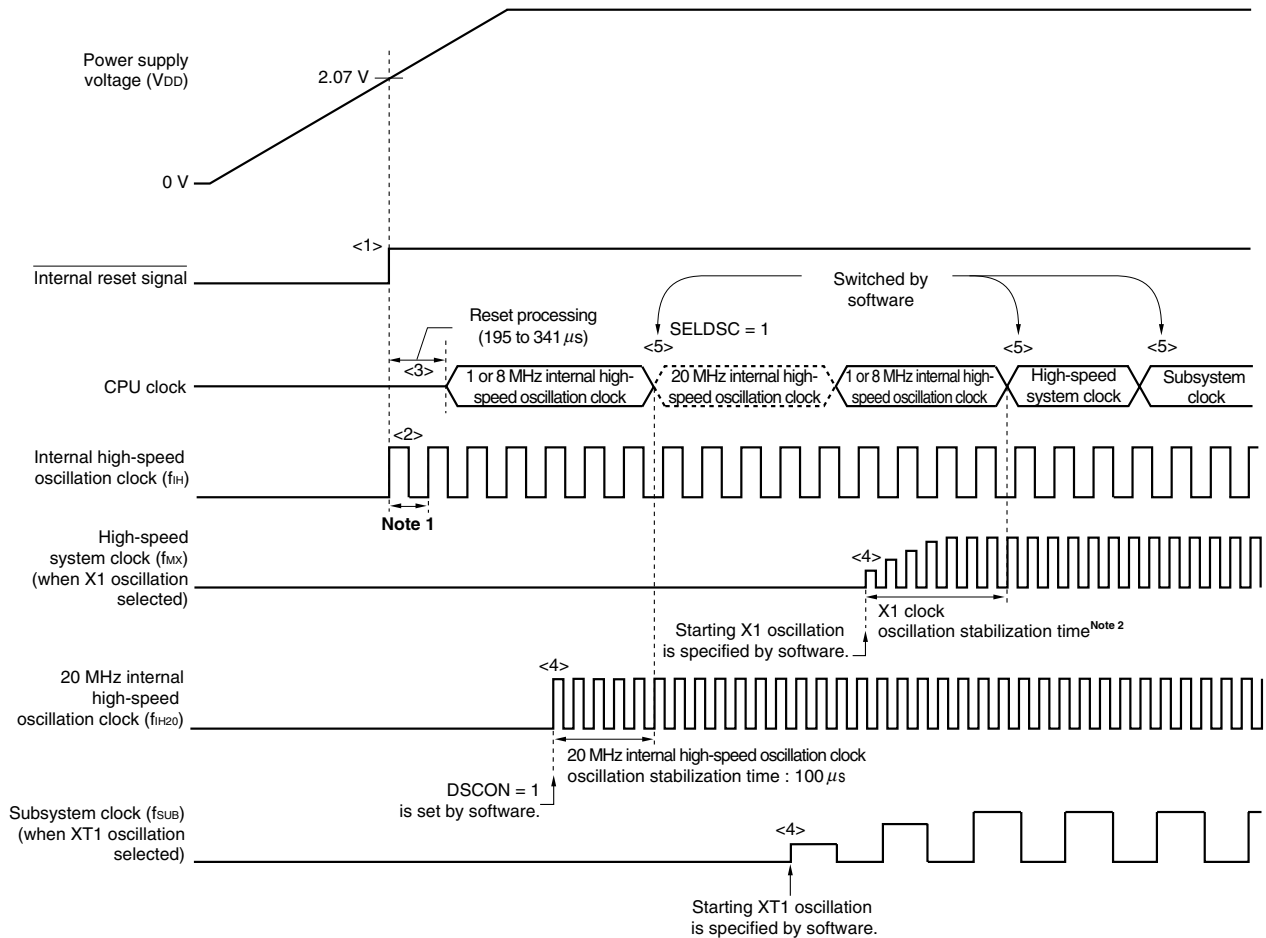 Power supply
voltage (VDD)
2.07 V
0 V
<1>
Internal reset signal
Switched by
software
Reset processing
(195 to 341 μs)
SELDSC = 1
<3>
<5>
<5>
<5>
CPU clock
1 or 8 MHz internal high-
speed oscillation clock
20 MHz internal high-
speed oscillation clock
1 or 8 MHz internal high-
speed oscillation clock
High-speed
system clock
Subsystem
clock
<2>
Internal high-speed
oscillation clock (fIH)
Note 1
High-speed
system clock (fMX)
(when X1 oscillation
selected)
<4>
X1 clock
oscillation stabilization time Note 2
Starting X1 oscillation
is specified by software.
20 MHz internal
high-speed
oscillation clock (fIH20)
<4>
20 MHz internal high-speed oscillation clock
oscillation stabilization time : 100 μs
DSCON = 1
is set by software.
Subsystem clock (fSUB)
(when XT1 oscillation
selected)
<4>
Starting XT1 oscillation
is specified by software.